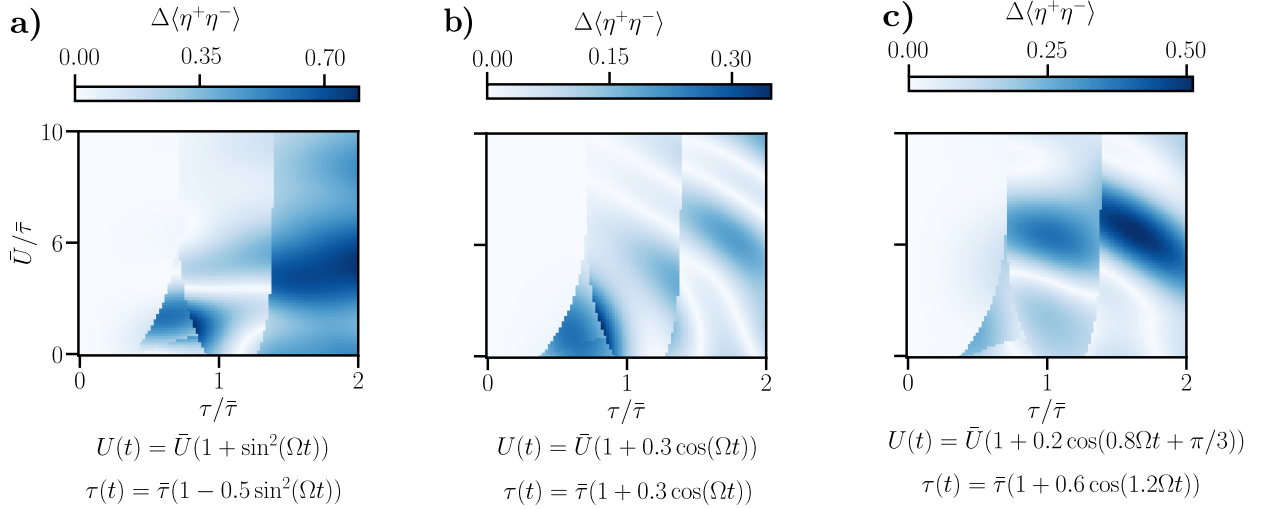 a)
Δ⟨η⁺η⁻⟩
0.00 0.35 0.70
10
6
0
Ū/τ̄
0 1 2
τ/τ̄
U(t) = Ū(1 + sin²(Ωt))
τ(t) = τ̄(1 − 0.5 sin²(Ωt))
b)
Δ⟨η⁺η⁻⟩
0.00 0.15 0.30
0 1 2
τ/τ̄
U(t) = Ū(1 + 0.3 cos(Ωt))
τ(t) = τ̄(1 + 0.3 cos(Ωt))
c)
Δ⟨η⁺η⁻⟩
0.00 0.25 0.50
0 1 2
τ/τ̄
U(t) = Ū(1 + 0.2 cos(0.8Ωt + π/3))
τ(t) = τ̄(1 + 0.6 cos(1.2Ωt))